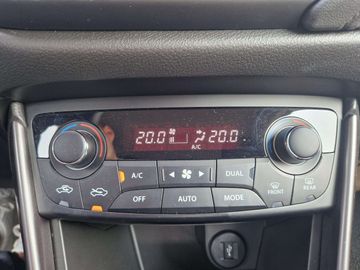 20.0 20.0
A/C
A/C DUAL
OFF AUTO MODE FRONT REAR